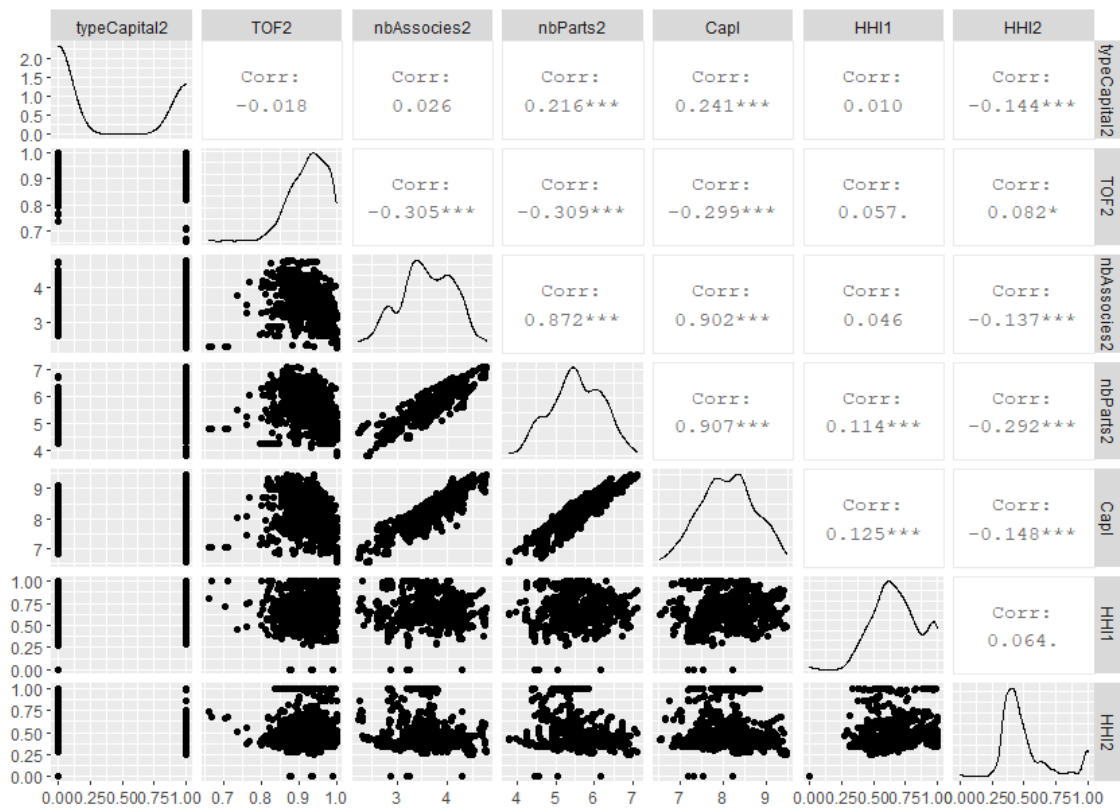 typeCapital2 TOF2 nbAssocies2 nbParts2 CapI HHI1 HHI2
2.0
1.5
1.0
0.5
0.0
Corr: Corr: Corr: Corr: Corr: Corr:
-0.018 0.026 0.216*** 0.241*** 0.010 -0.144***
typeCapital2
1.0
0.9
0.8
0.7
Corr: Corr: Corr: Corr: Corr:
-0.305*** -0.309*** -0.299*** 0.057. 0.082*
TOF2
4
3
Corr: Corr: Corr: Corr:
0.872*** 0.902*** 0.046 -0.137***
nbAssocies2
7
6
5
4
Corr: Corr: Corr:
0.907*** 0.114*** -0.292***
nbParts2
9
8
7
Corr: Corr:
0.125*** -0.148***
CapI
1.00
0.75
0.50
0.25
0.00
Corr:
0.064.
HHI1
1.00
0.75
0.50
0.25
0.00
HHI2
0.000.250.500.751.00 0.7 0.8 0.9 1.0 3 4 4 5 6 7 7 8 9 0.000.250.500.751.00 0.000.250.500.751.00